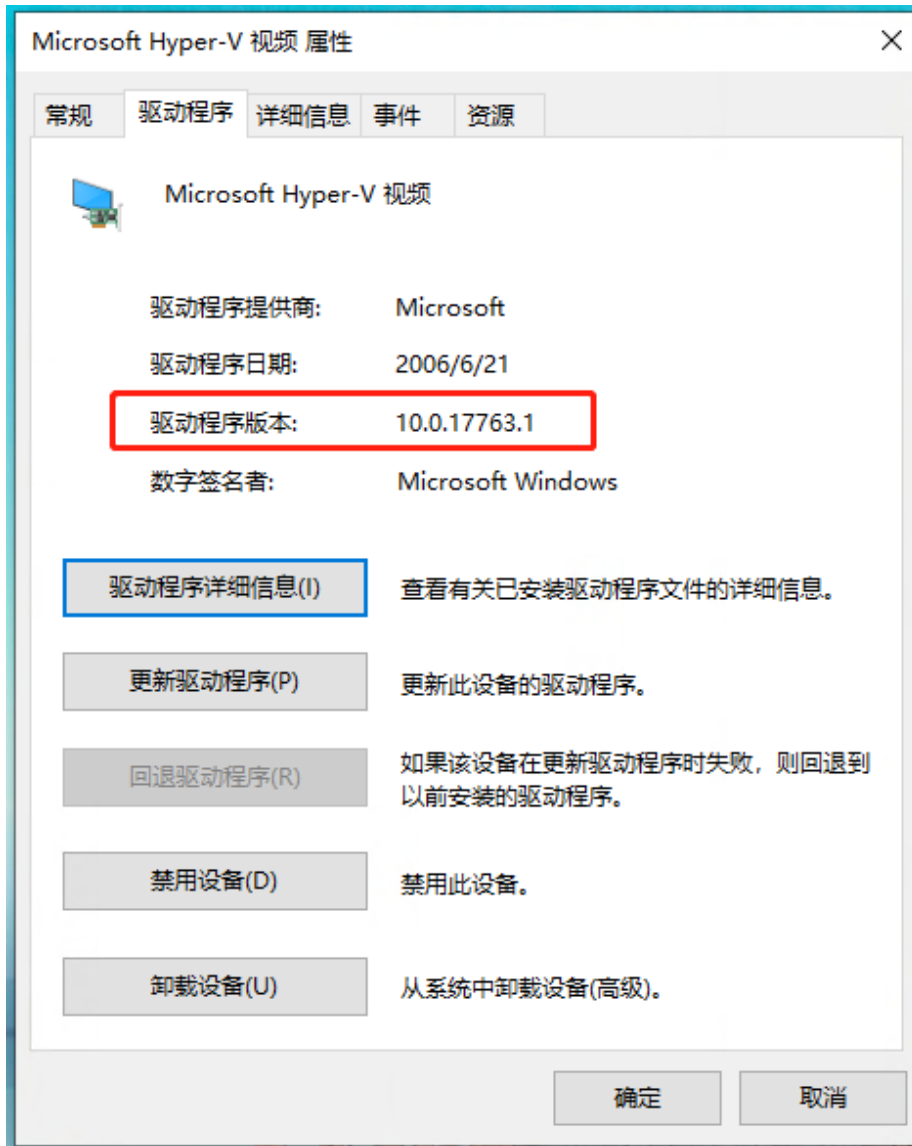 Microsoft Hyper-V 视频 属性
常规 驱动程序 详细信息 事件 资源
Microsoft Hyper-V 视频
驱动程序提供商: Microsoft
驱动程序日期: 2006/6/21
驱动程序版本: 10.0.17763.1
数字签名者: Microsoft Windows
驱动程序详细信息(I) 查看有关已安装驱动程序文件的详细信息。
更新驱动程序(P) 更新此设备的驱动程序。
回退驱动程序(R) 如果该设备在更新驱动程序时失败，则回退到
以前安装的驱动程序。
禁用设备(D) 禁用此设备。
卸载设备(U) 从系统中卸载设备(高级)。
确定 取消